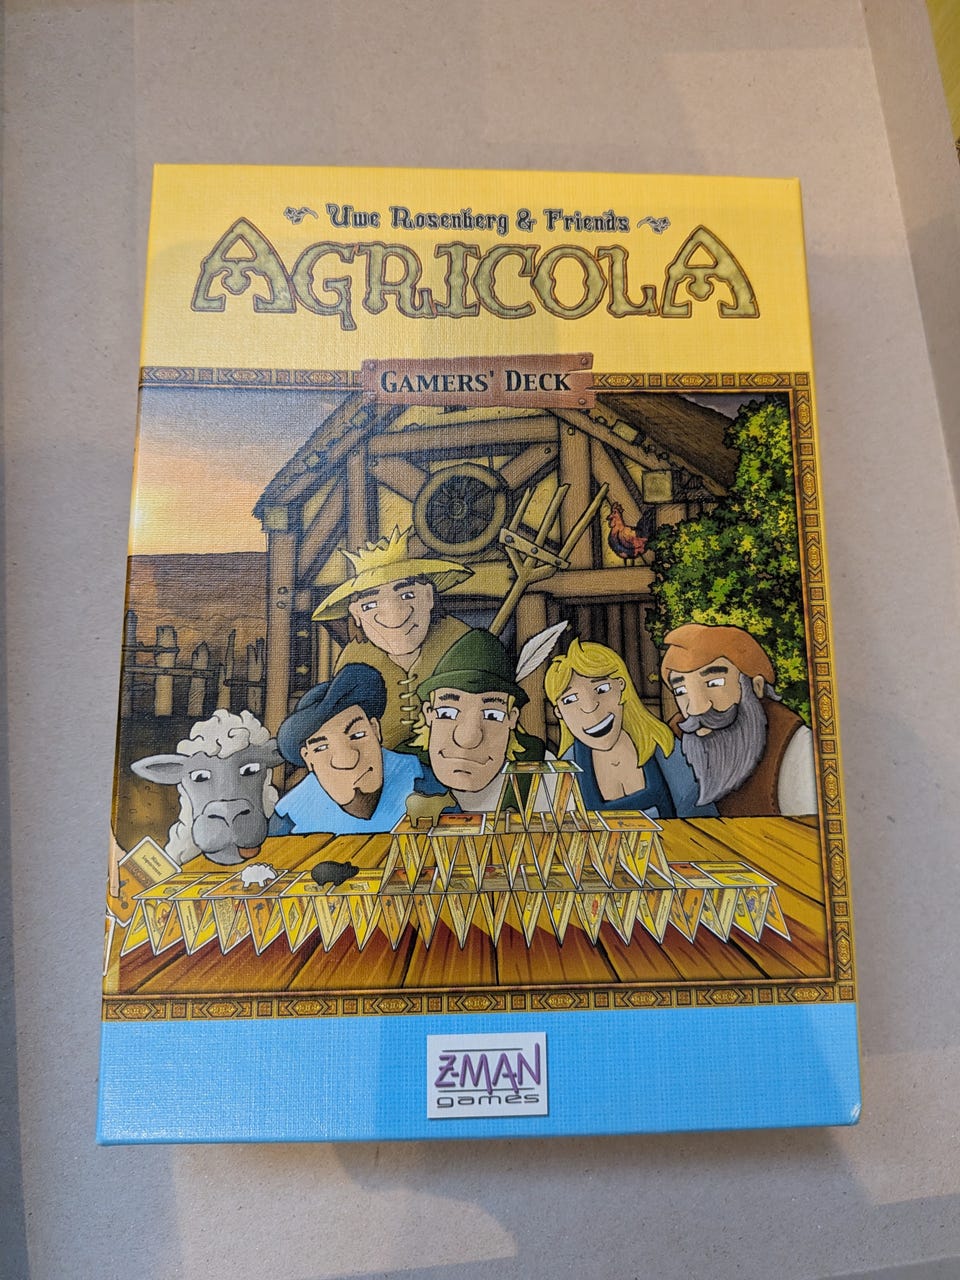 Uwe Rosenberg & Friends
AGRICOLA
GAMERS' DECK
Z-MAN
games